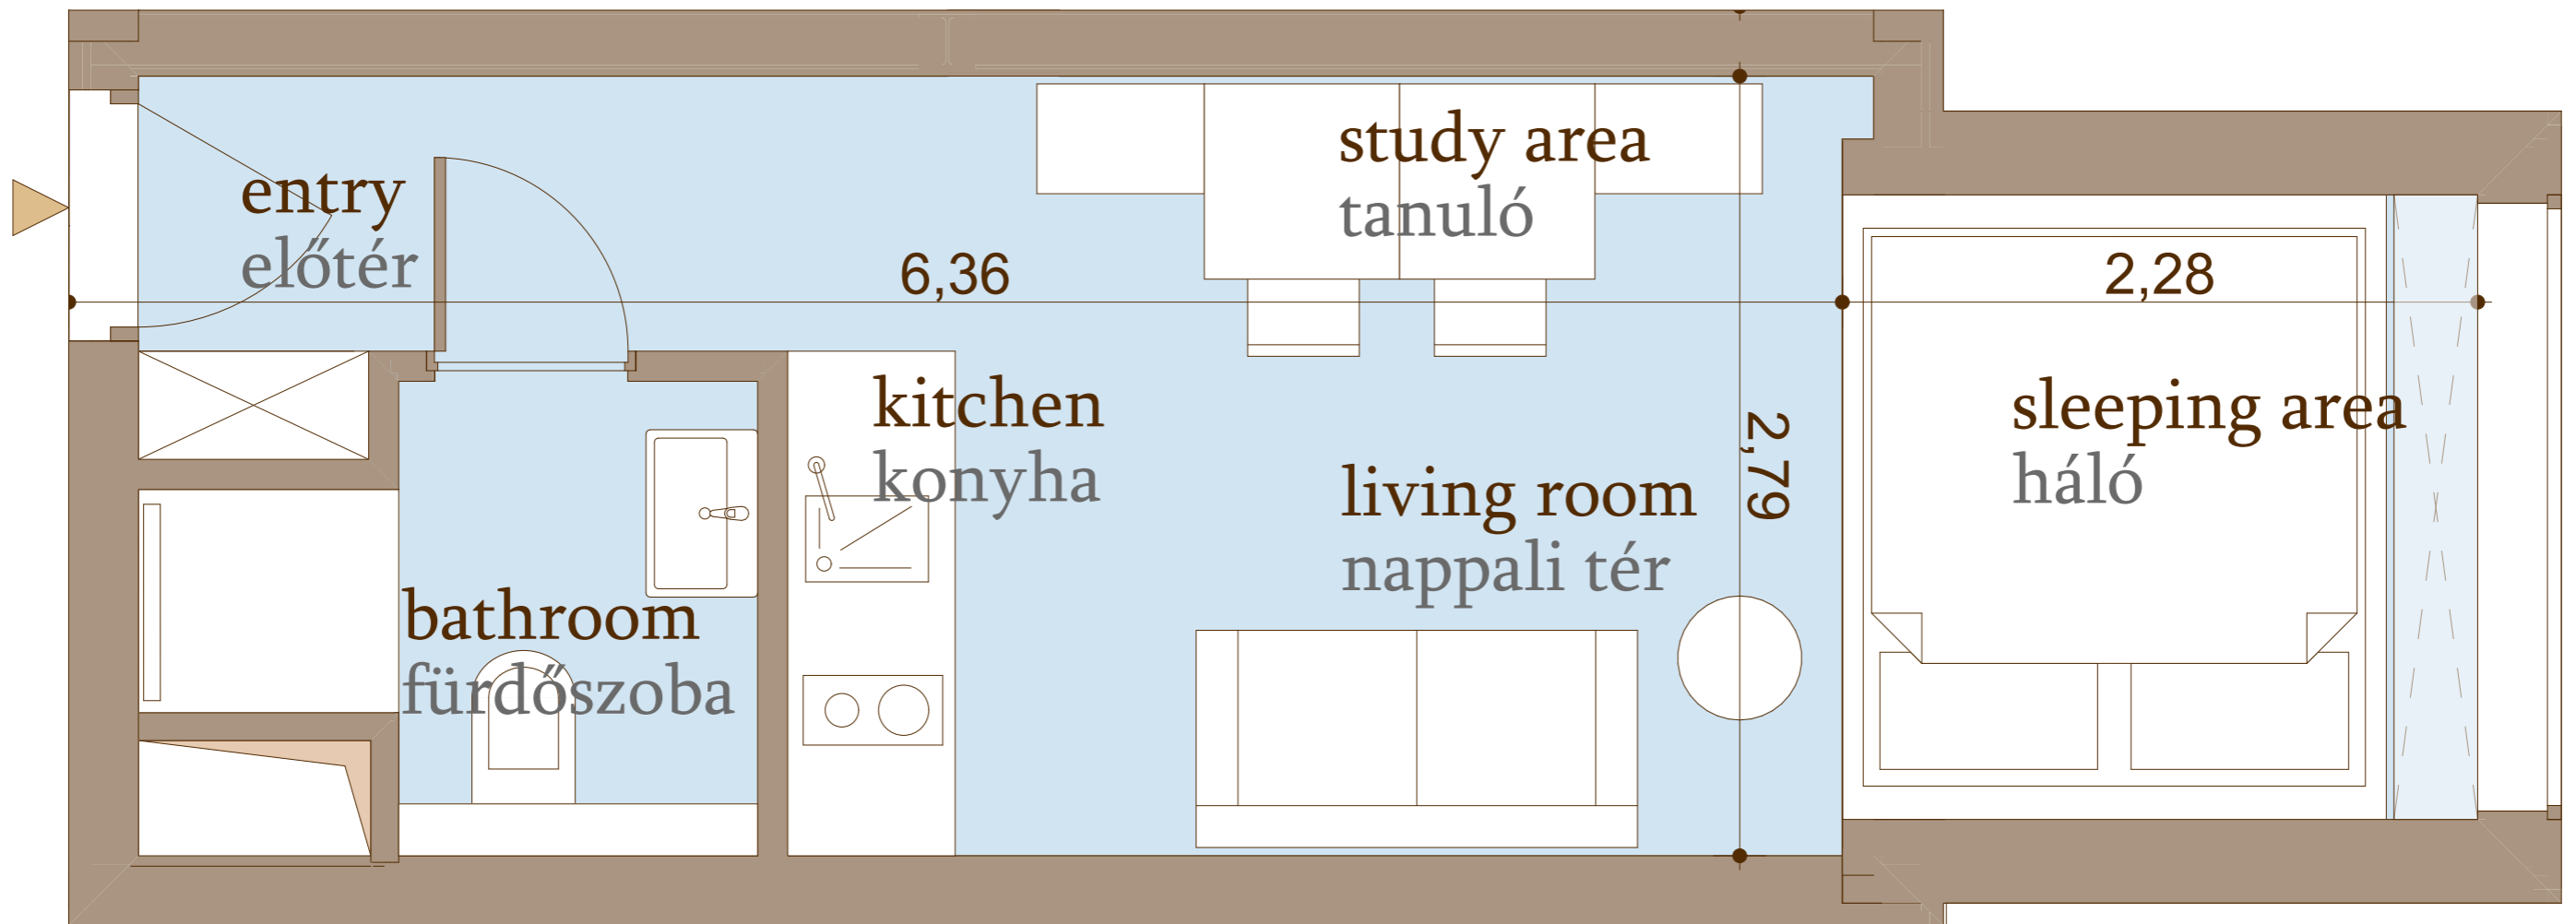 entry
előtér
study area
tanuló
6,36
2,28
kitchen
konyha
living room
nappali tér
2,79
sleeping area
háló
bathroom
fürdőszoba